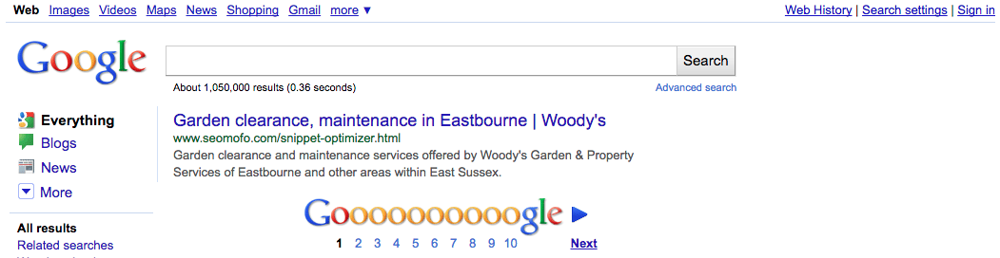 Web Images Videos Maps News Shopping Gmail more ▼ Web History | Search settings | Sign in
Google
Search
About 1,050,000 results (0.36 seconds) Advanced search
Everything
Blogs
News
More
All results
Related searches
Garden clearance, maintenance in Eastbourne | Woody's
www.seomofo.com/snippet-optimizer.html
Garden clearance and maintenance services offered by Woody's Garden & Property
Services of Eastbourne and other areas within East Sussex.
Goooooooooogle
1 2 3 4 5 6 7 8 9 10 Next